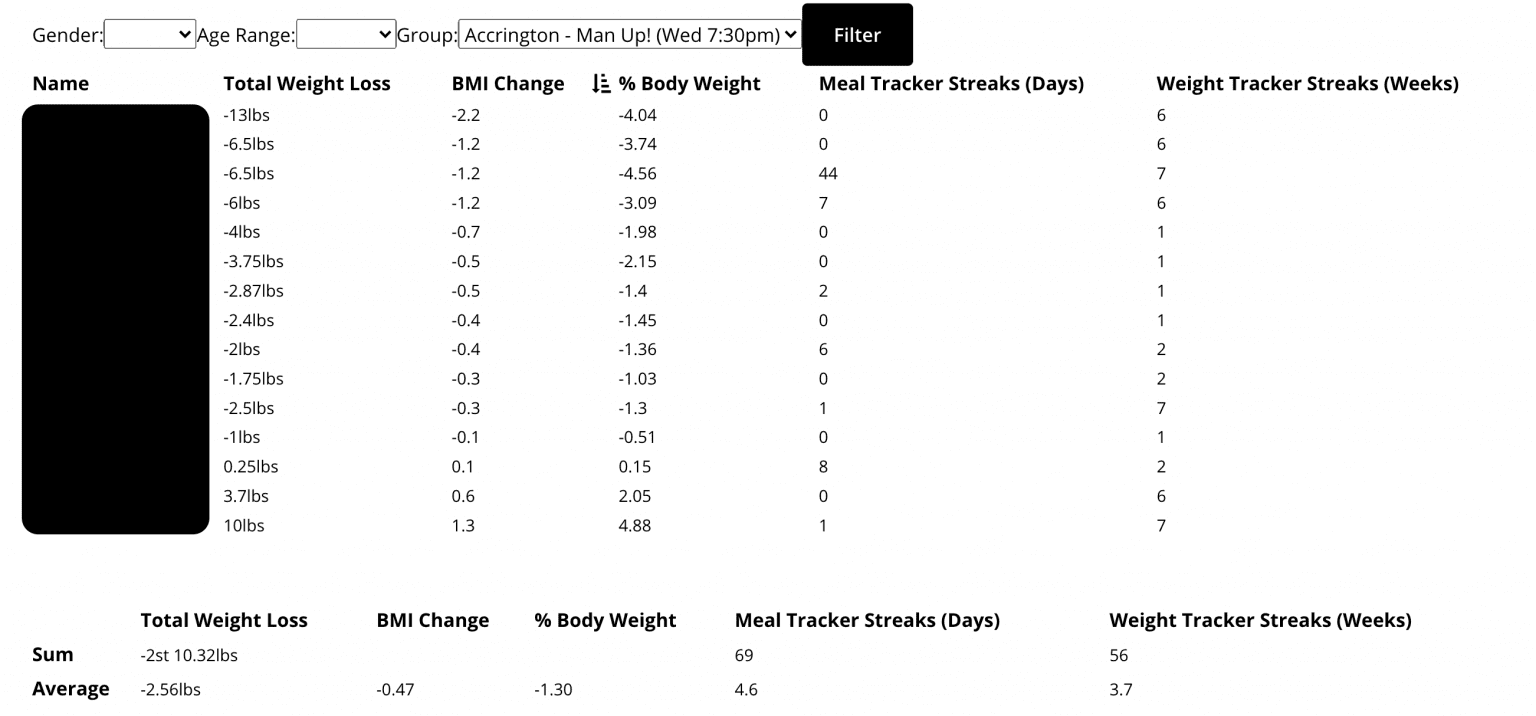 Gender: Age Range: Group: Accrington - Man Up! (Wed 7:30pm) Filter
Name Total Weight Loss BMI Change % Body Weight Meal Tracker Streaks (Days) Weight Tracker Streaks (Weeks)
-13lbs -2.2 -4.04 0 6
-6.5lbs -1.2 -3.74 0 6
-6.5lbs -1.2 -4.56 44 7
-6lbs -1.2 -3.09 7 6
-4lbs -0.7 -1.98 0 1
-3.75lbs -0.5 -2.15 0 1
-2.87lbs -0.5 -1.4 2 1
-2.4lbs -0.4 -1.45 0 1
-2lbs -0.4 -1.36 6 2
-1.75lbs -0.3 -1.03 0 2
-2.5lbs -0.3 -1.3 1 7
-1lbs -0.1 -0.51 0 1
0.25lbs 0.1 0.15 8 2
3.7lbs 0.6 2.05 0 6
10lbs 1.3 4.88 1 7
Total Weight Loss BMI Change % Body Weight Meal Tracker Streaks (Days) Weight Tracker Streaks (Weeks)
Sum -2st 10.32lbs 69 56
Average -2.56lbs -0.47 -1.30 4.6 3.7